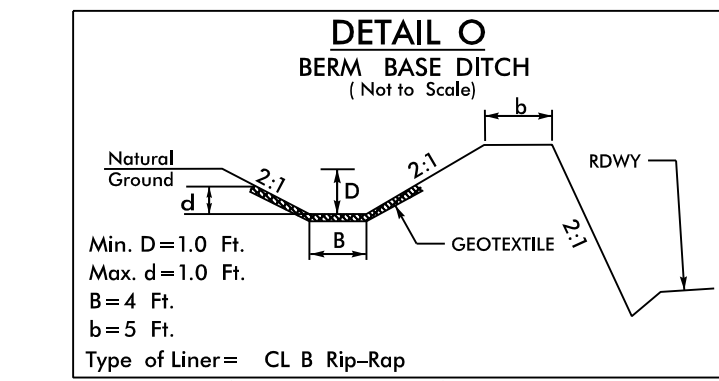 DETAIL O
BERM BASE DITCH
( Not to Scale)
b
Natural
Ground
2:1
D
2:1
RDWY
d
2:1
B
GEOTEXTILE
Min. D=1.0 Ft.
Max. d=1.0 Ft.
B=4 Ft.
b=5 Ft.
Type of Liner= CL B Rip-Rap